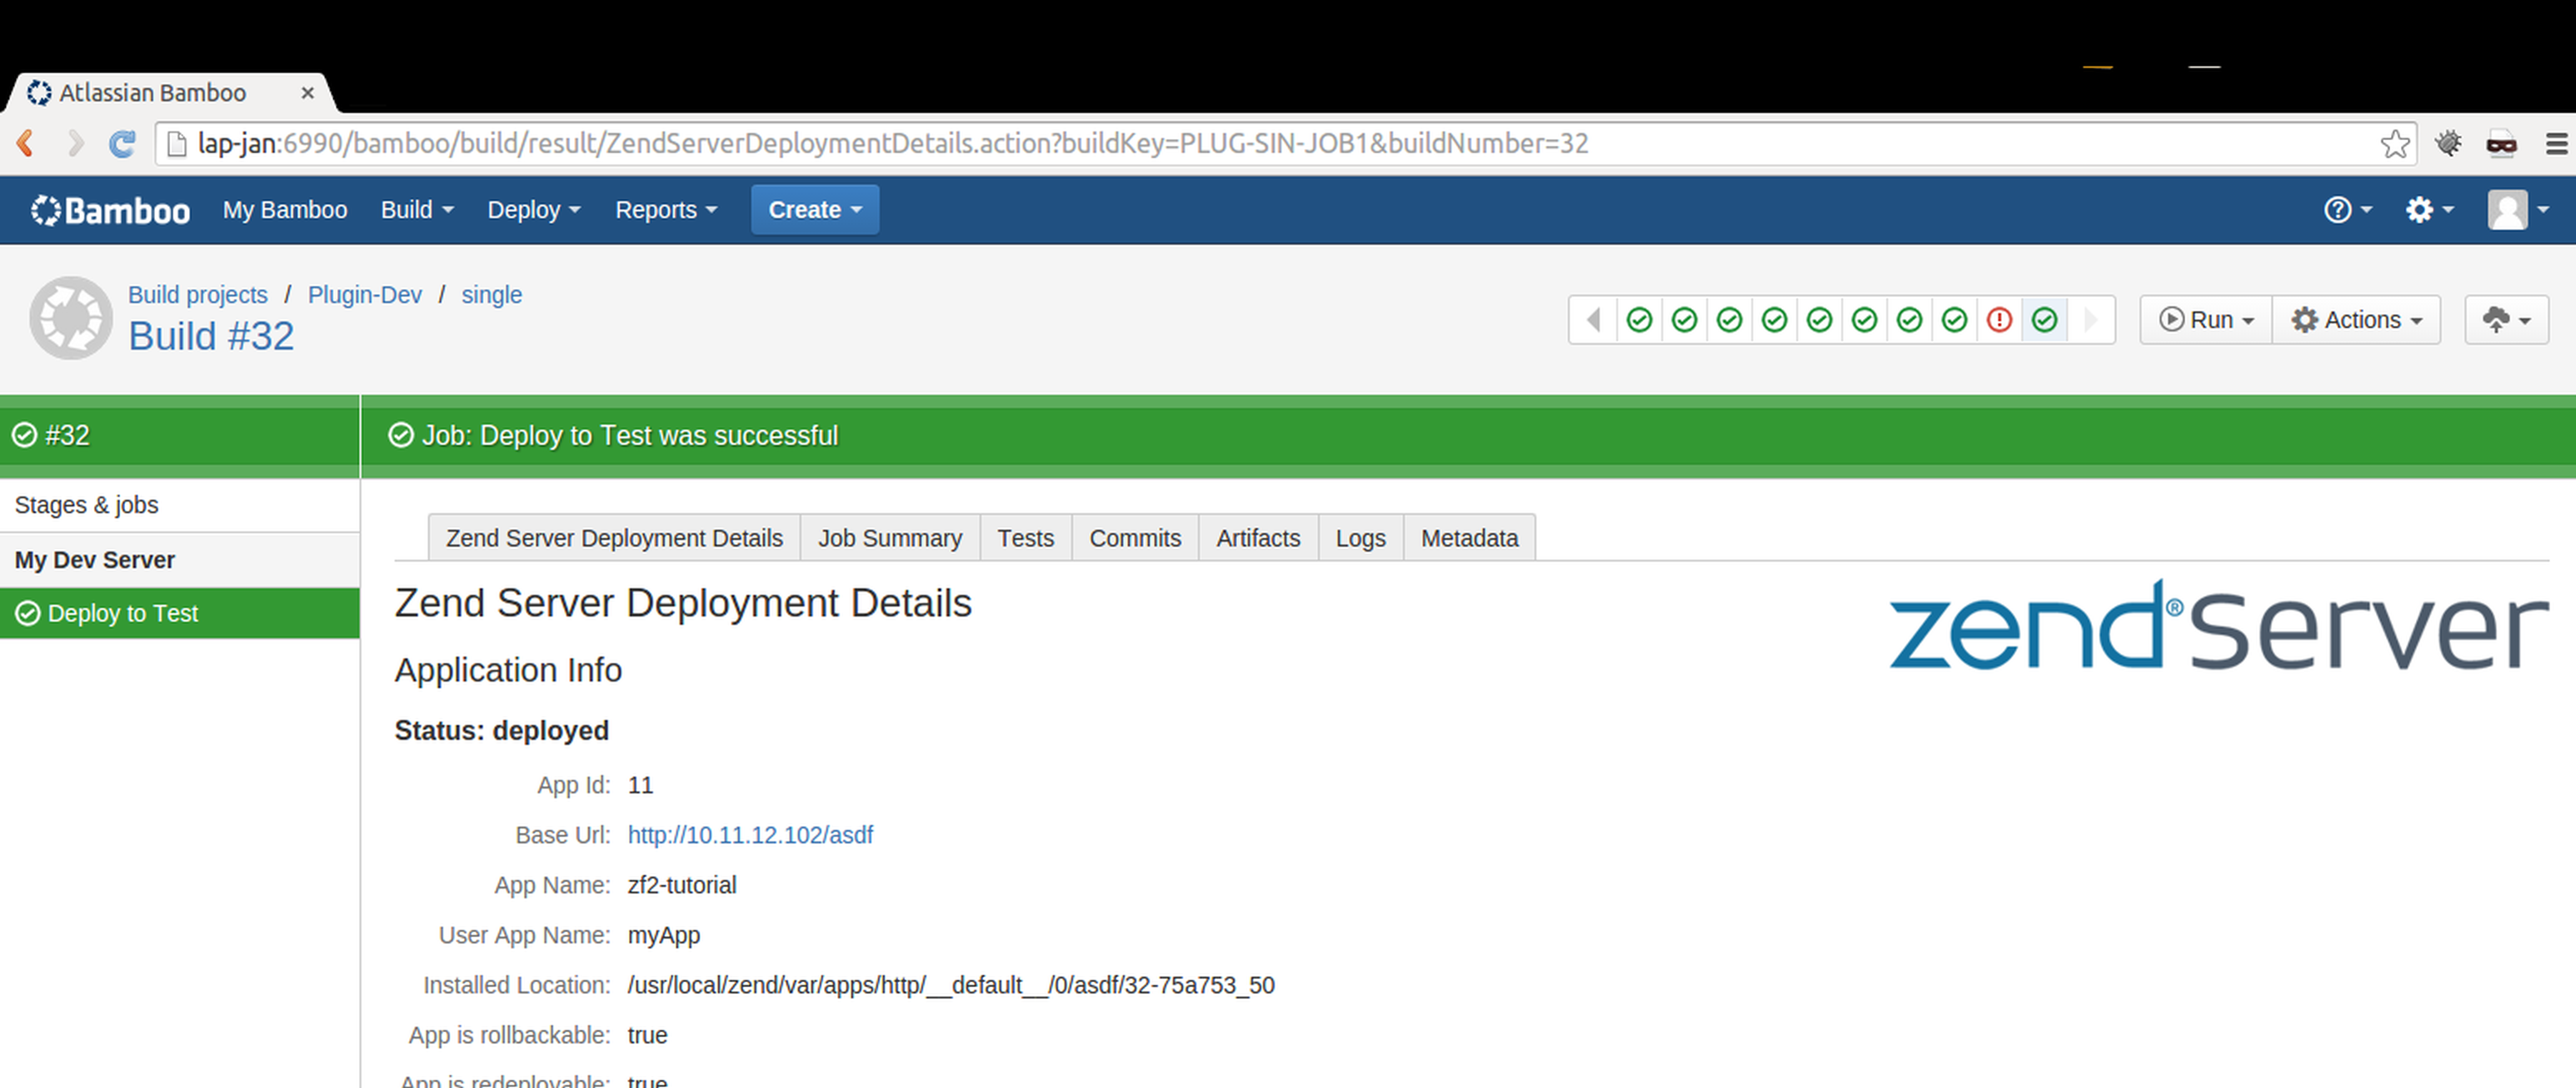 Atlassian Bamboo ×
lap-jan:6990/bamboo/build/result/ZendServerDeploymentDetails.action?buildKey=PLUG-SIN-JOB1&buildNumber=32
Bamboo My Bamboo Build Deploy Reports Create
Build projects / Plugin-Dev / single
Build #32
Run Actions
#32
Job: Deploy to Test was successful
Stages & jobs
My Dev Server
Deploy to Test
Zend Server Deployment Details Job Summary Tests Commits Artifacts Logs Metadata
Zend Server Deployment Details
zend® server
Application Info
Status: deployed
App Id: 11
Base Url: http://10.11.12.102/asdf
App Name: zf2-tutorial
User App Name: myApp
Installed Location: /usr/local/zend/var/apps/http/__default__/0/asdf/32-75a753_50
App is rollbackable: true
App is redeployable: true